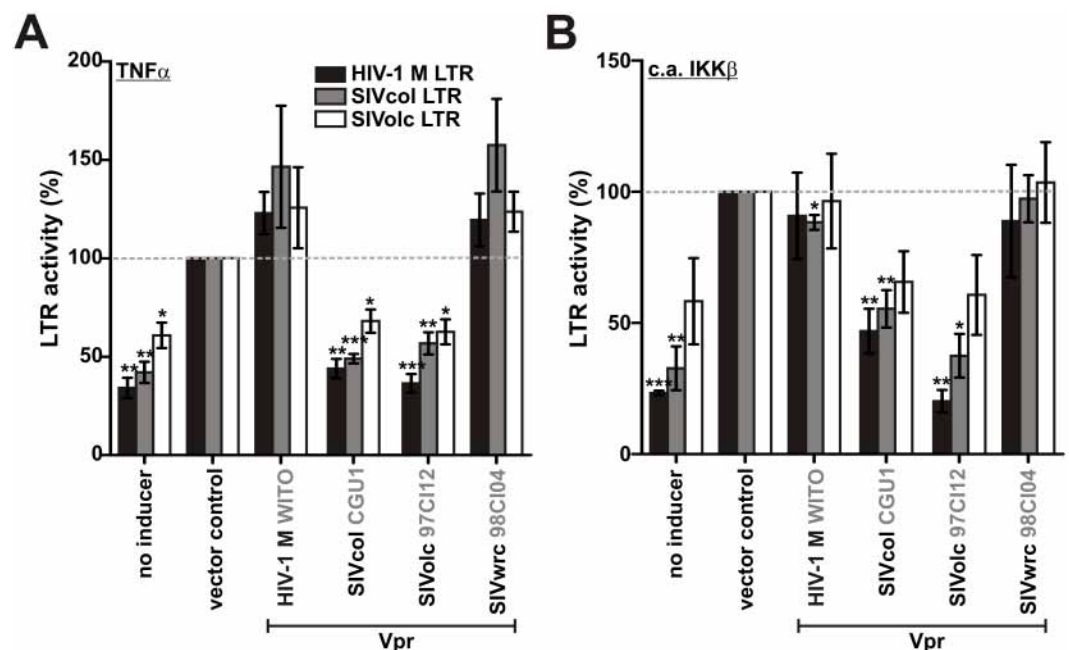 A
TNFα
HIV-1 M LTR
SIVcol LTR
SIVolc LTR
LTR activity (%)
200
150
100
50
0
**
**
*
**
***
*
***
**
*
no inducer
vector control
HIV-1 M WITO
SIVcol CGU1
SIVolc 97CI12
SIVwrc 98CI04
Vpr
B
c.a. IKKβ
LTR activity (%)
150
100
50
0
***
**
*
**
**
**
*
no inducer
vector control
HIV-1 M WITO
SIVcol CGU1
SIVolc 97CI12
SIVwrc 98CI04
Vpr